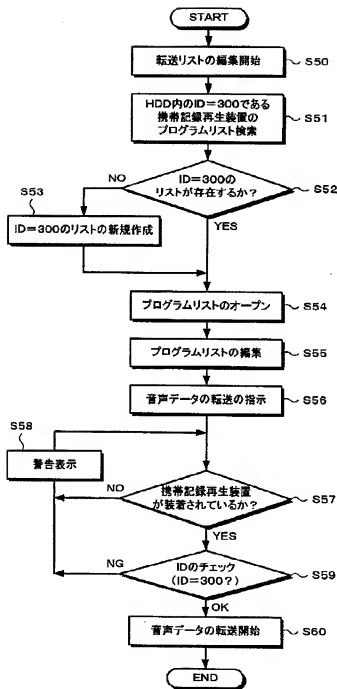 START
転送リストの編集開始
S50
HDD内のID=300である
携帯記録再生装置の
プログラムリスト検索
S51
NO
ID=300の
リストが存在するか?
S52
S53
ID=300のリストの新規作成
YES
プログラムリストのオープン
S54
プログラムリストの編集
S55
音声データの転送の指示
S56
S58
警告表示
NO
携帯記録再生装置
が装着されているか?
S57
YES
NG
IDのチェック
(ID=300?)
S59
OK
音声データの転送開始
S60
END